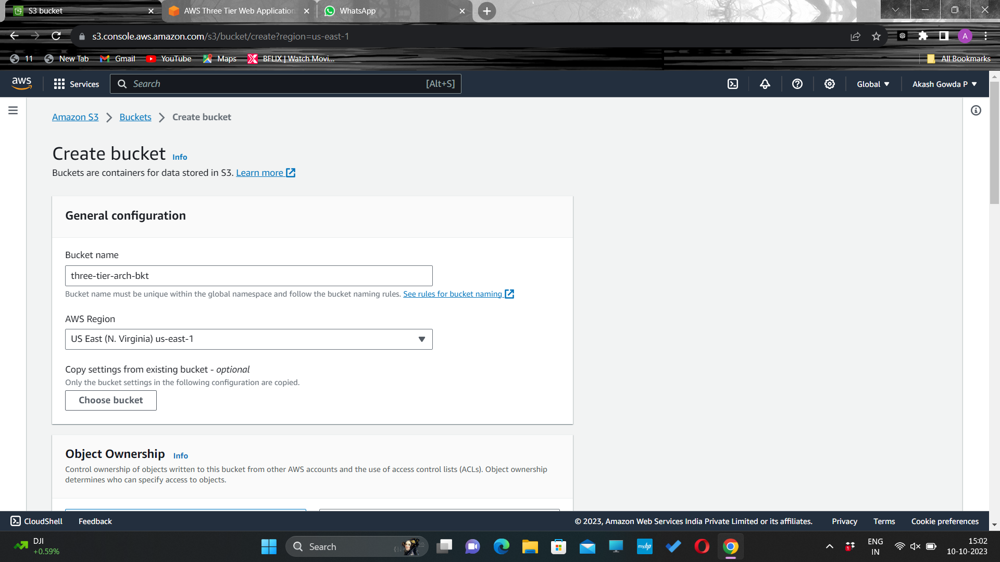 S3 bucket
AWS Three Tier Web Application
WhatsApp
s3.console.aws.amazon.com/s3/bucket/create?region=us-east-1
A
11
New Tab
Gmail
YouTube
Maps
BFLIX | Watch Movi...
All Bookmarks
aws
Services
Search
[Alt+S]
Global
Akash Gowda P
Amazon S3
Buckets
Create bucket
Create bucket Info
Buckets are containers for data stored in S3. Learn more
General configuration
Bucket name
three-tier-arch-bkt
Bucket name must be unique within the global namespace and follow the bucket naming rules. See rules for bucket naming
AWS Region
US East (N. Virginia) us-east-1
Copy settings from existing bucket - optional
Only the bucket settings in the following configuration are copied.
Choose bucket
Object Ownership Info
Control ownership of objects written to this bucket from other AWS accounts and the use of access control lists (ACLs). Object ownership
determines who can specify access to objects.
CloudShell
Feedback
© 2023, Amazon Web Services India Private Limited or its affiliates.
Privacy
Terms
Cookie preferences
DJI
+0.59%
Search
myhp
1
ENG
IN
15:02
10-10-2023